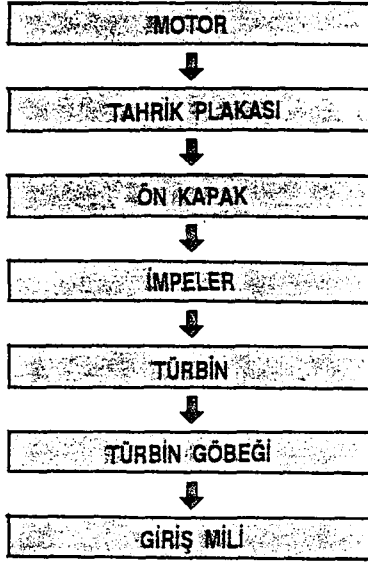 MOTOR
TAHRİK PLAKASI
ÖN KAPAK
İMPELER
TÜRBİN
TÜRBİN GÖBEĞİ
GİRİŞ MİLİ